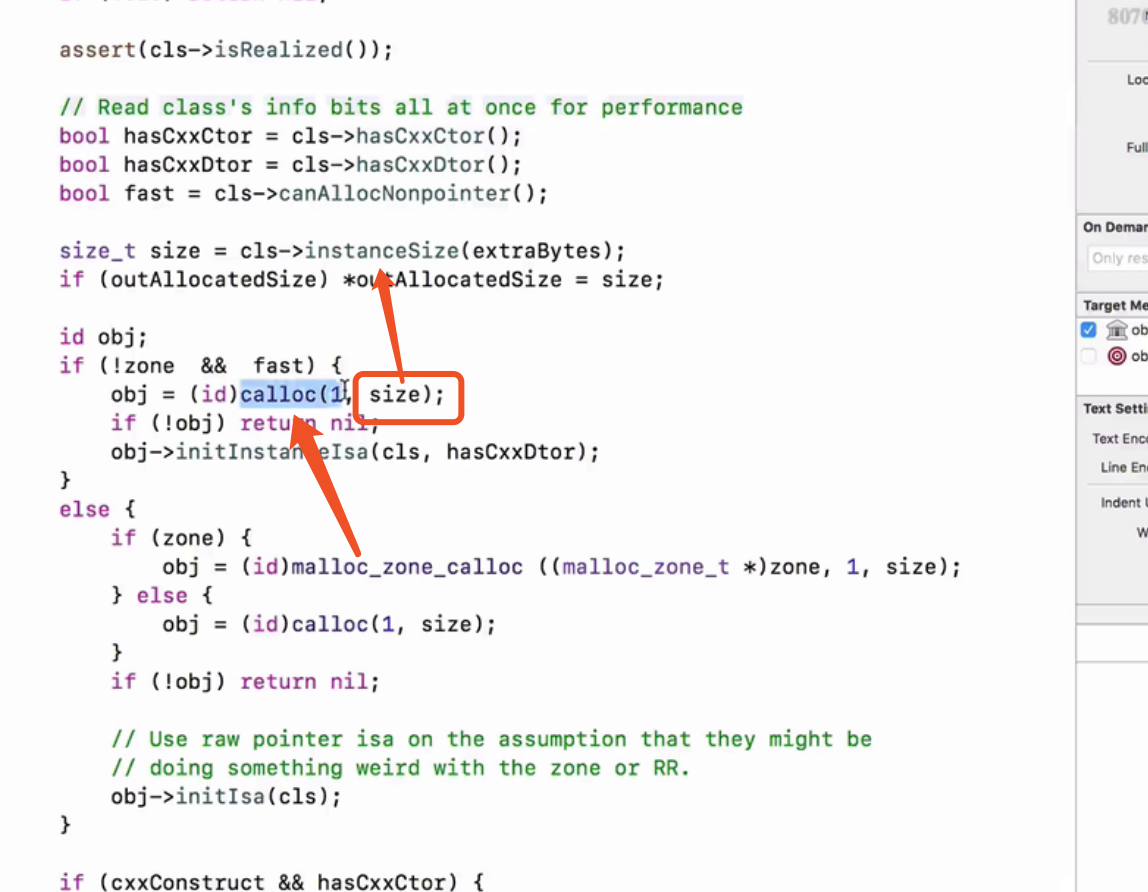 assert(cls->isRealized());
// Read class's info bits all at once for performance
bool hasCxxCtor = cls->hasCxxCtor();
bool hasCxxDtor = cls->hasCxxDtor();
bool fast = cls->canAllocNonpointer();
size_t size = cls->instanceSize(extraBytes);
if (outAllocatedSize) *outAllocatedSize = size;
id obj;
if (!zone && fast) {
obj = (id)calloc(1, size);
if (!obj) return nil;
obj->initInstanceIsa(cls, hasCxxDtor);
}
else {
if (zone) {
obj = (id)malloc_zone_calloc ((malloc_zone_t *)zone, 1, size);
} else {
obj = (id)calloc(1, size);
}
if (!obj) return nil;
// Use raw pointer isa on the assumption that they might be
// doing something weird with the zone or RR.
obj->initIsa(cls);
}
if (cxxConstruct && hasCxxCtor) {
Loc
Full
On Deman
Only res
Target Me
ob
ob
Text Setti
Text Enco
Line En
Indent U
W